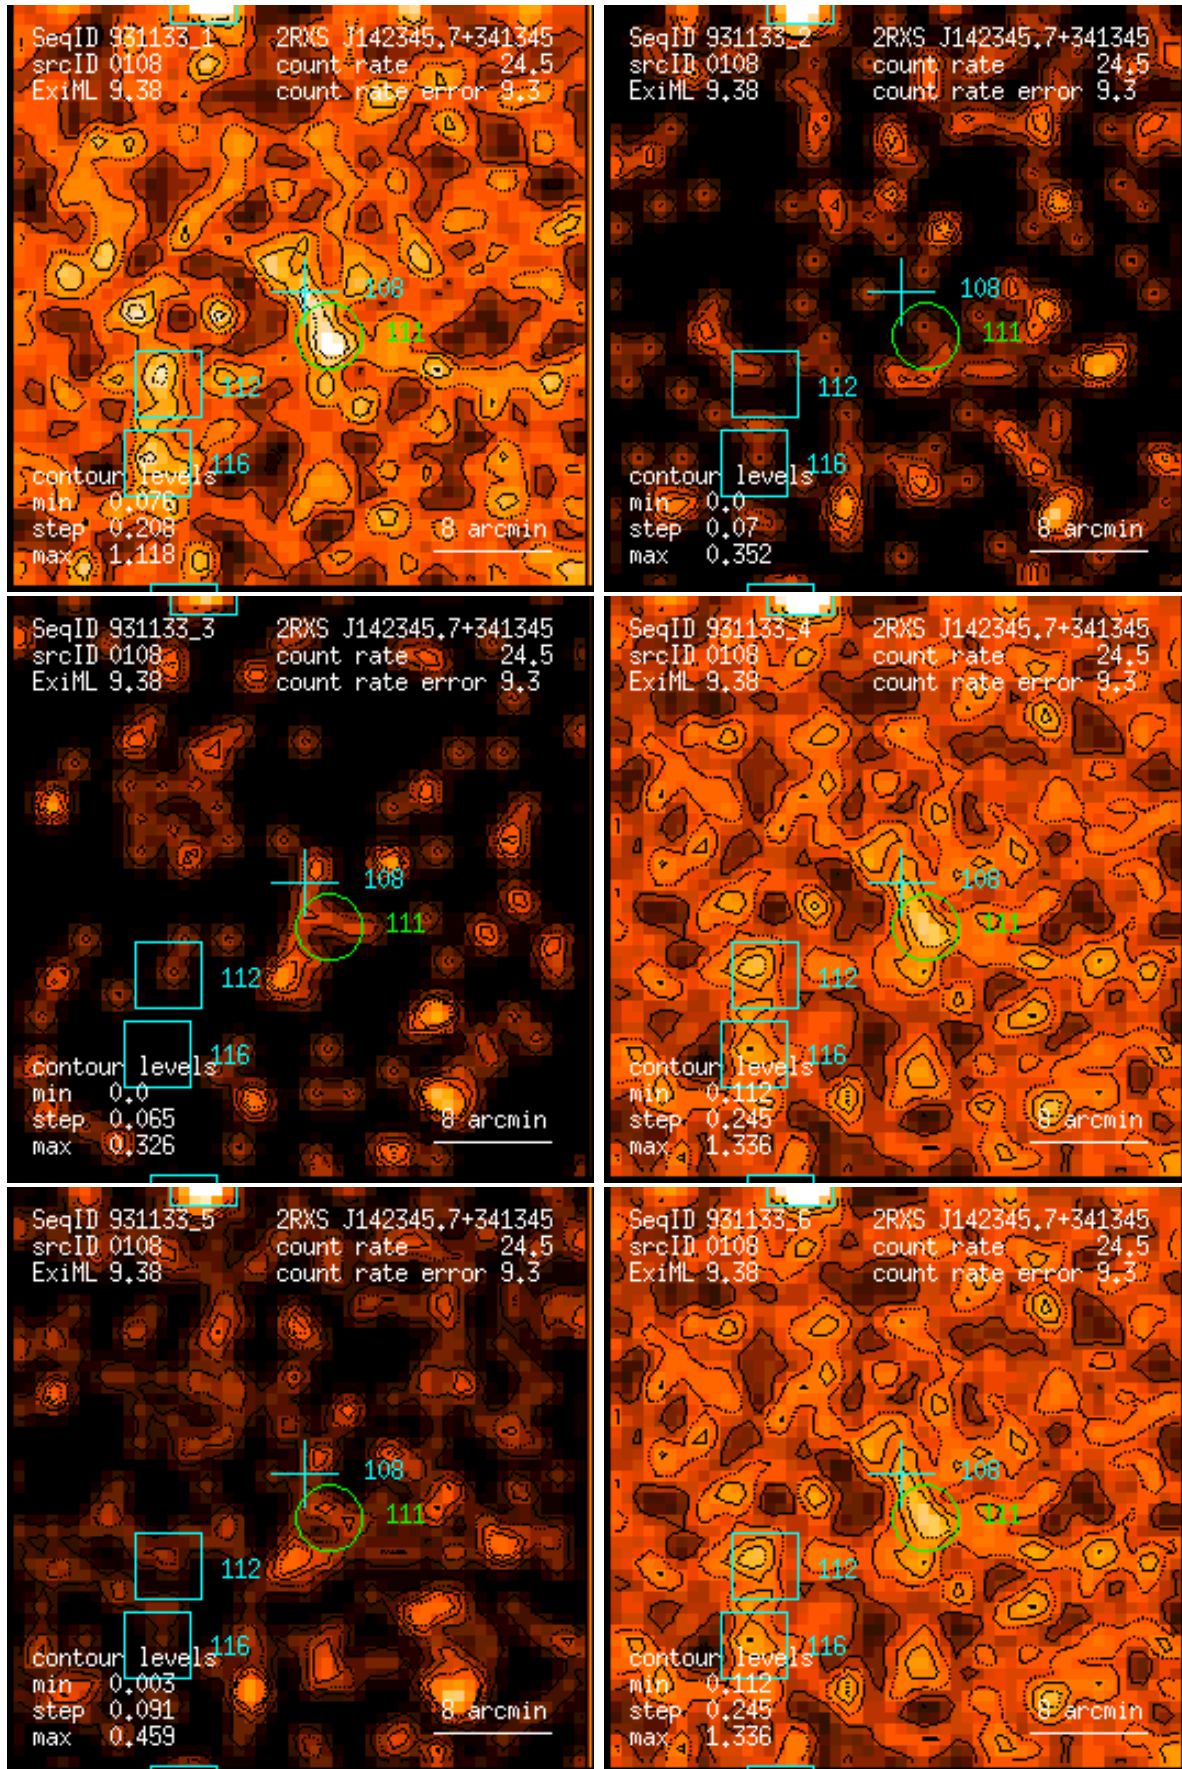 SeqID 931133_1 2RXS J142345.7+341345
srcID 0108 count rate 24.5
ExiML 9.38 count rate error 9.3
108
111
112
116
contour levels
min 0.076
step 0.208
max 1.118
8 arcmin
SeqID 931133_2 2RXS J142345.7+341345
srcID 0108 count rate 24.5
ExiML 9.38 count rate error 9.3
108
111
112
116
contour levels
min 0.0
step 0.07
max 0.352
8 arcmin
SeqID 931133_3 2RXS J142345.7+341345
srcID 0108 count rate 24.5
ExiML 9.38 count rate error 9.3
108
111
112
116
contour levels
min 0.0
step 0.065
max 0.326
8 arcmin
SeqID 931133_4 2RXS J142345.7+341345
srcID 0108 count rate 24.5
ExiML 9.38 count rate error 9.3
108
111
112
116
contour levels
min 0.112
step 0.245
max 1.336
8 arcmin
SeqID 931133_5 2RXS J142345.7+341345
srcID 0108 count rate 24.5
ExiML 9.38 count rate error 9.3
108
111
112
116
contour levels
min 0.003
step 0.091
max 0.459
8 arcmin
SeqID 931133_6 2RXS J142345.7+341345
srcID 0108 count rate 24.5
ExiML 9.38 count rate error 9.3
108
111
112
116
contour levels
min 0.112
step 0.245
max 1.336
8 arcmin